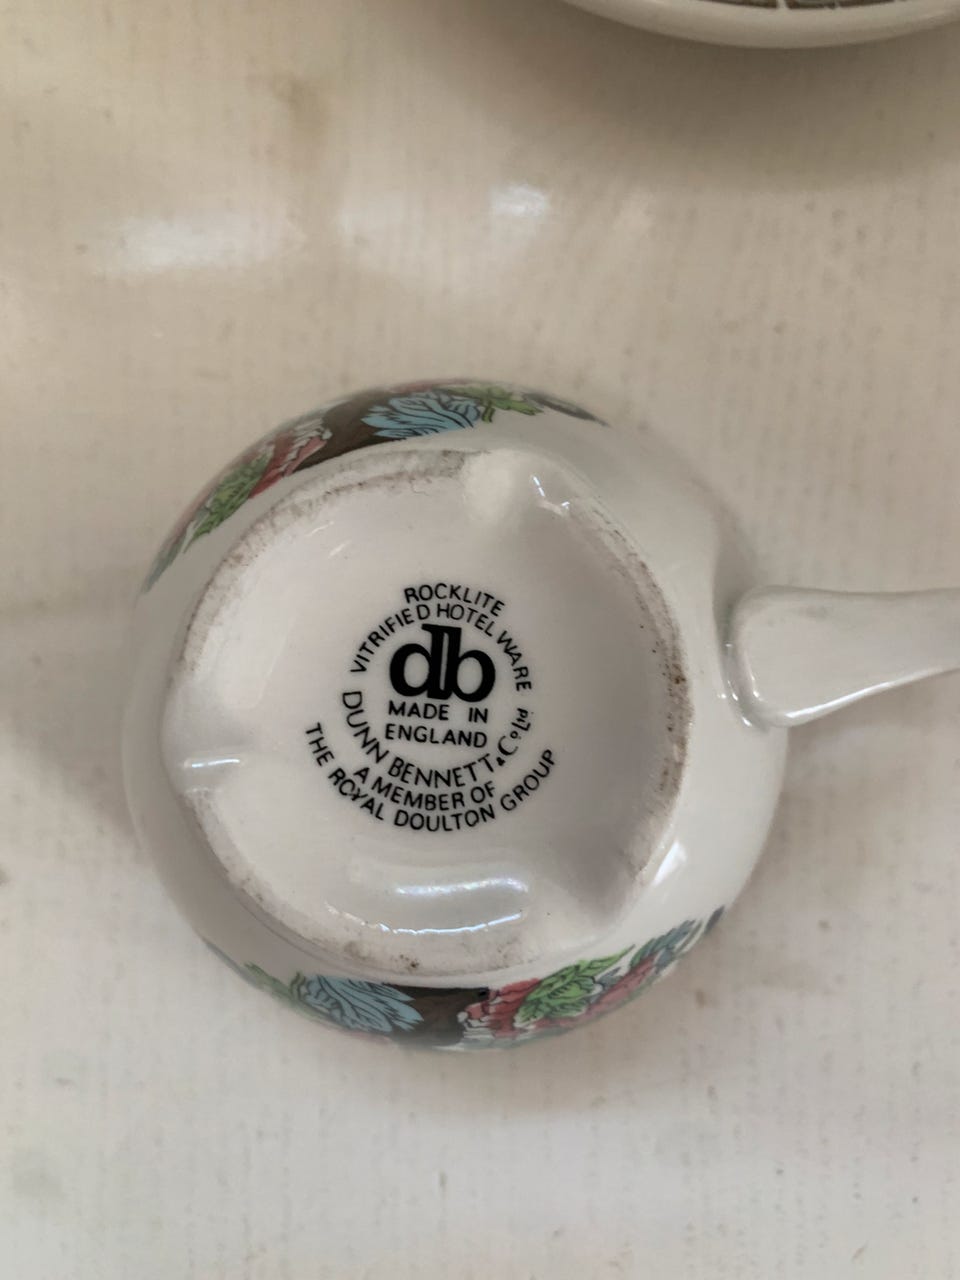 ROCKLITE
VITRIFIED HOTEL WARE
db
MADE IN
ENGLAND
DUNN BENNETT & Co Ltd
A MEMBER OF
THE ROYAL DOULTON GROUP